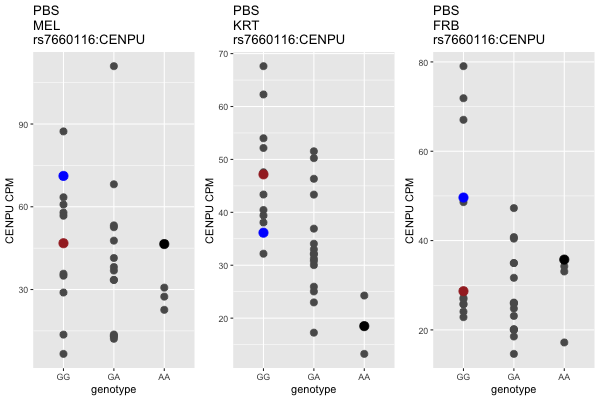 PBS
MEL
rs7660116:CENPU
90
60
30
CENPU CPM
GG GA AA
genotype
PBS
KRT
rs7660116:CENPU
70
60
50
40
30
20
CENPU CPM
GG GA AA
genotype
PBS
FRB
rs7660116:CENPU
80
60
40
20
CENPU CPM
GG GA AA
genotype